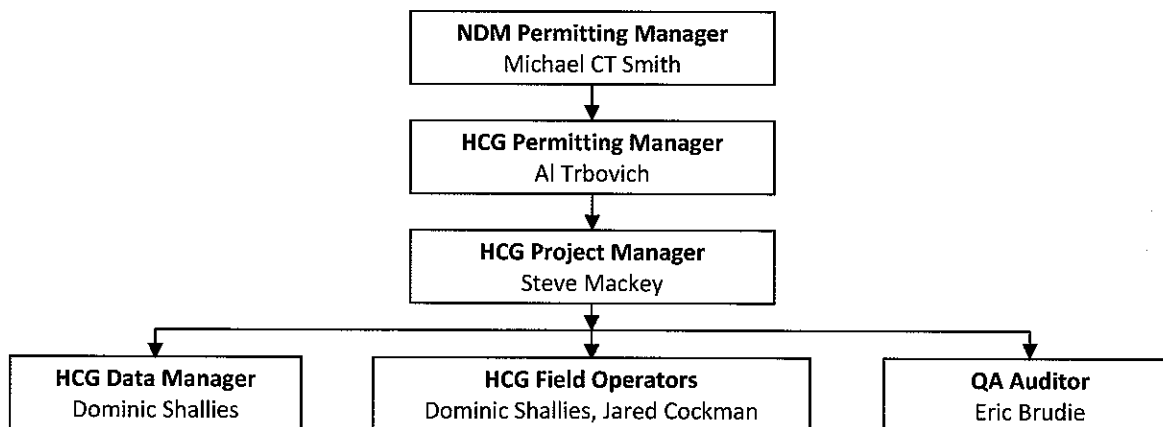 NDM Permitting Manager
Michael CT Smith
HCG Permitting Manager
Al Trbovich
HCG Project Manager
Steve Mackey
HCG Data Manager
Dominic Shallies
HCG Field Operators
Dominic Shallies, Jared Cockman
QA Auditor
Eric Brudie